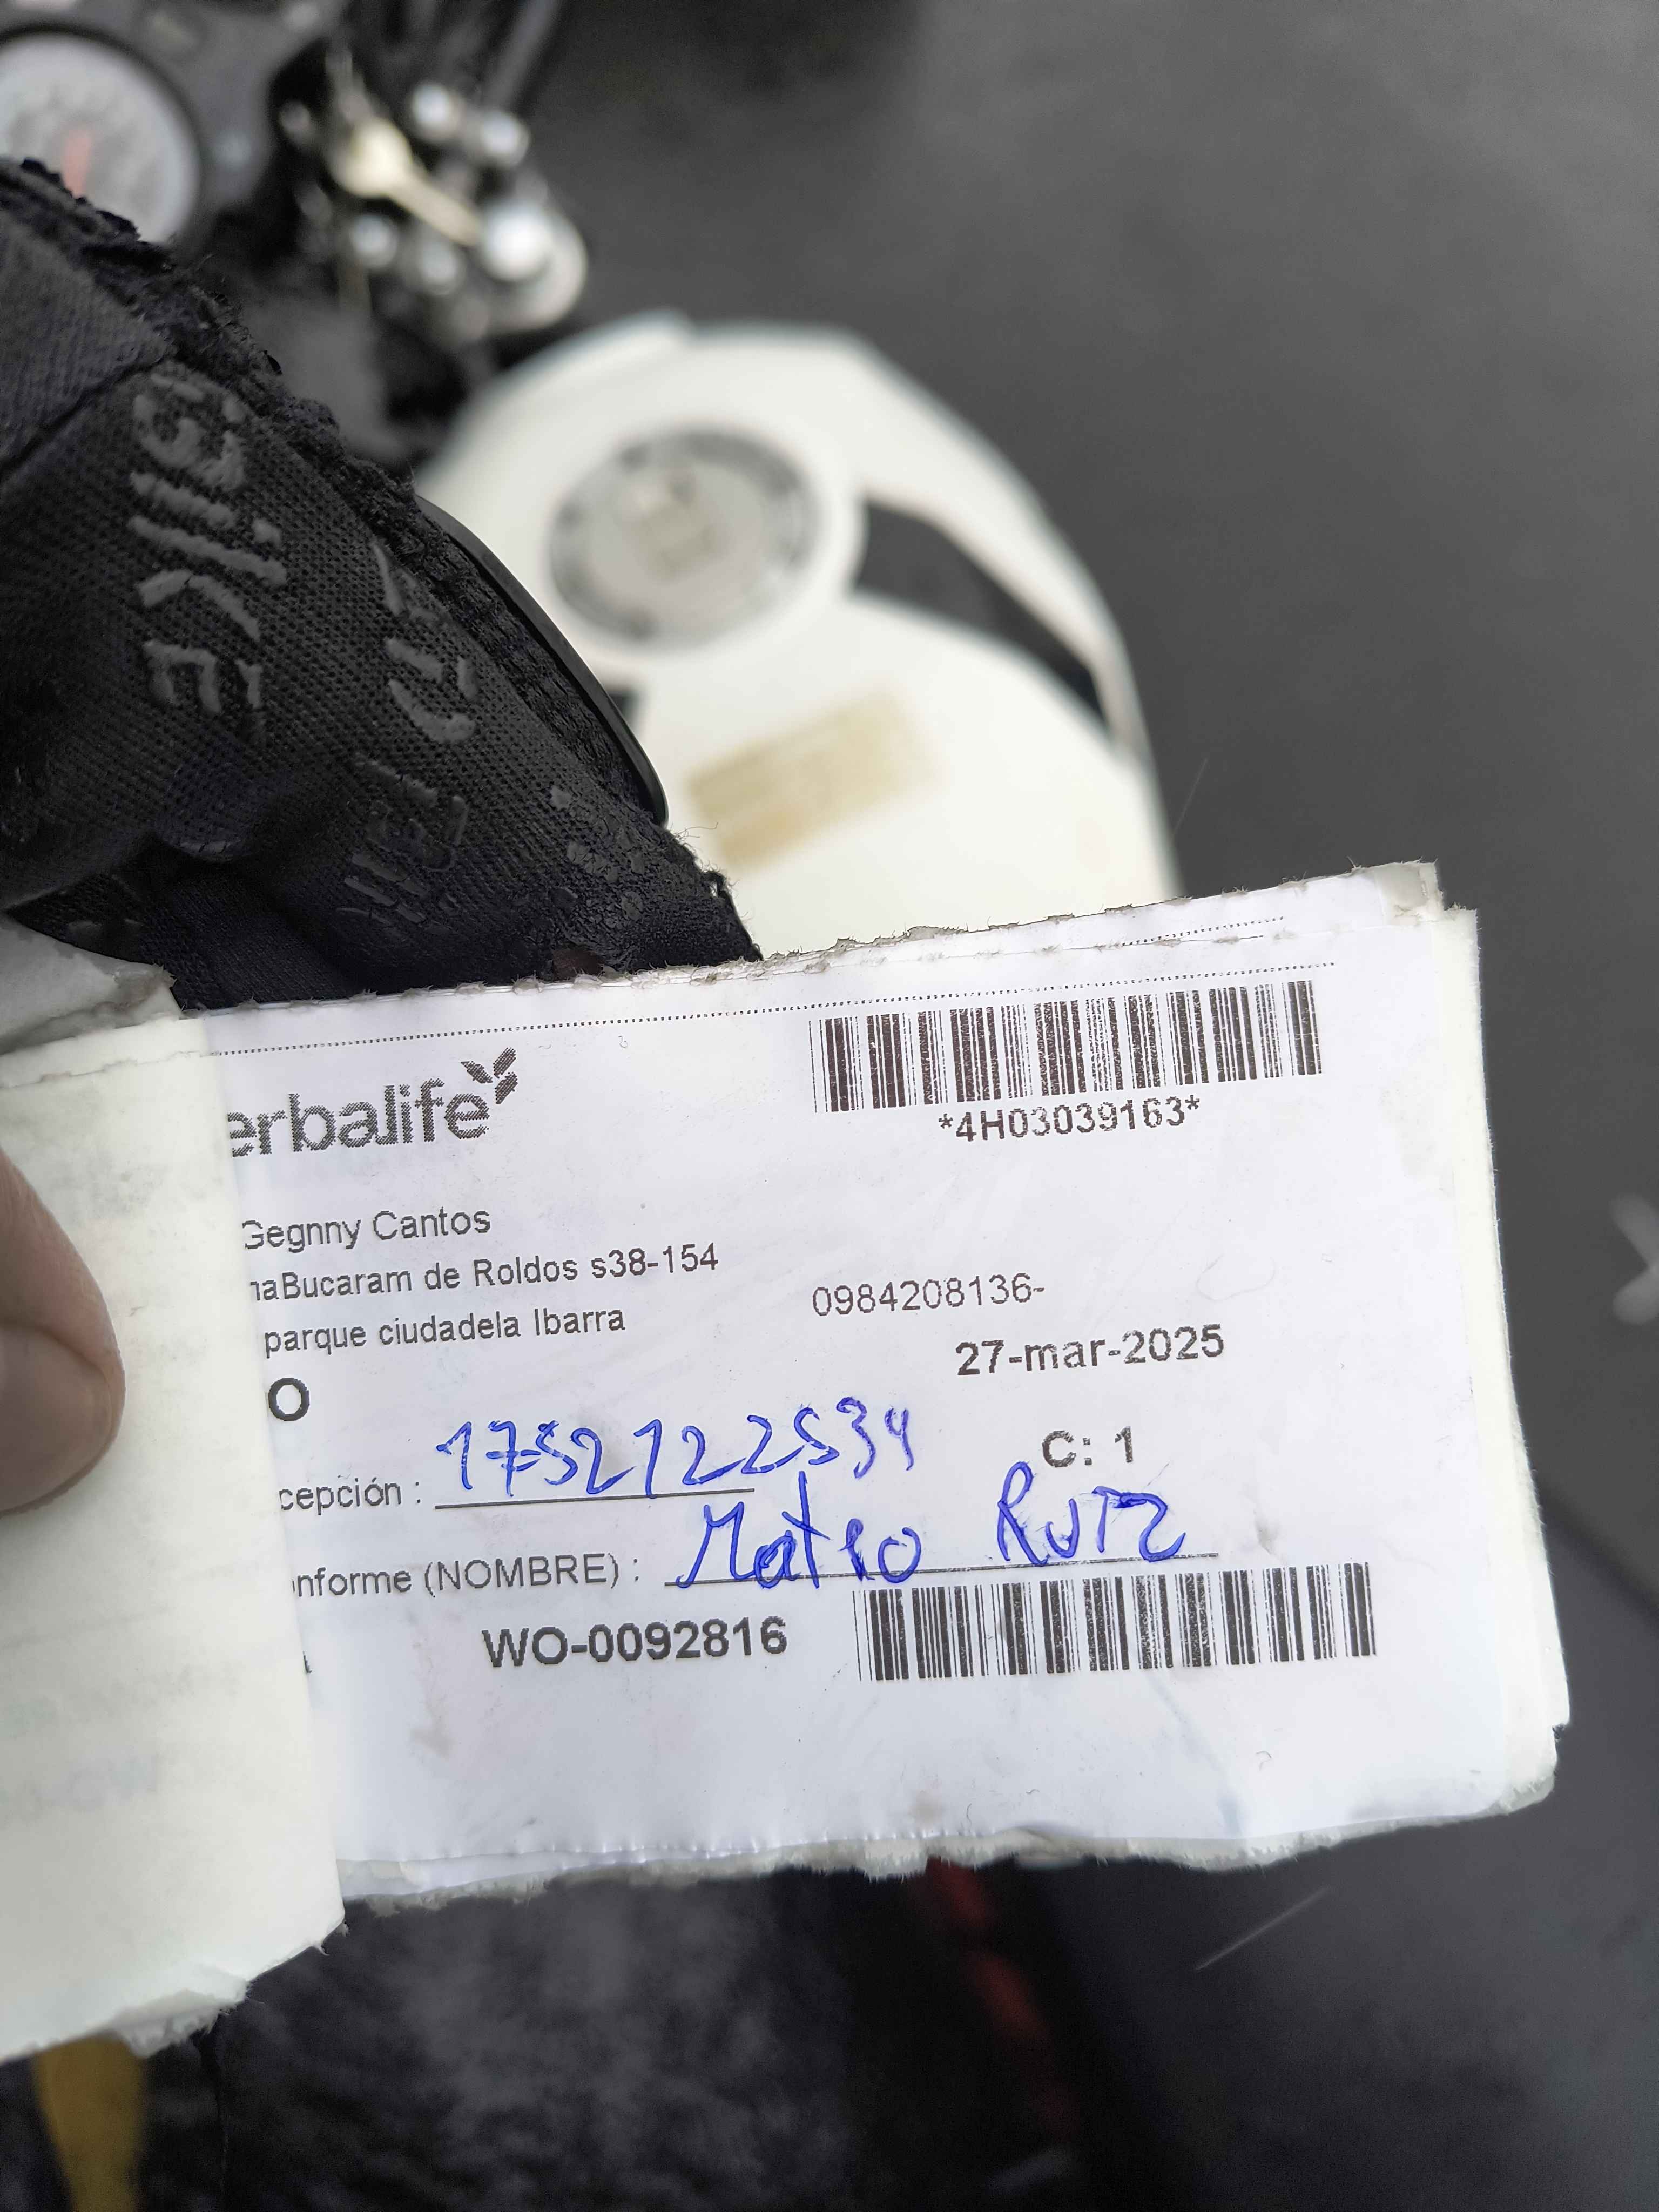 erbalife
*4H03039163*
Gegnny Cantos
naBucaram de Roldos s38-154
0984208136-
parque ciudadela Ibarra
27-mar-2025
O
1752122534
C: 1
cepción :
Mateo Ruiz
nforme (NOMBRE) :
WO-0092816